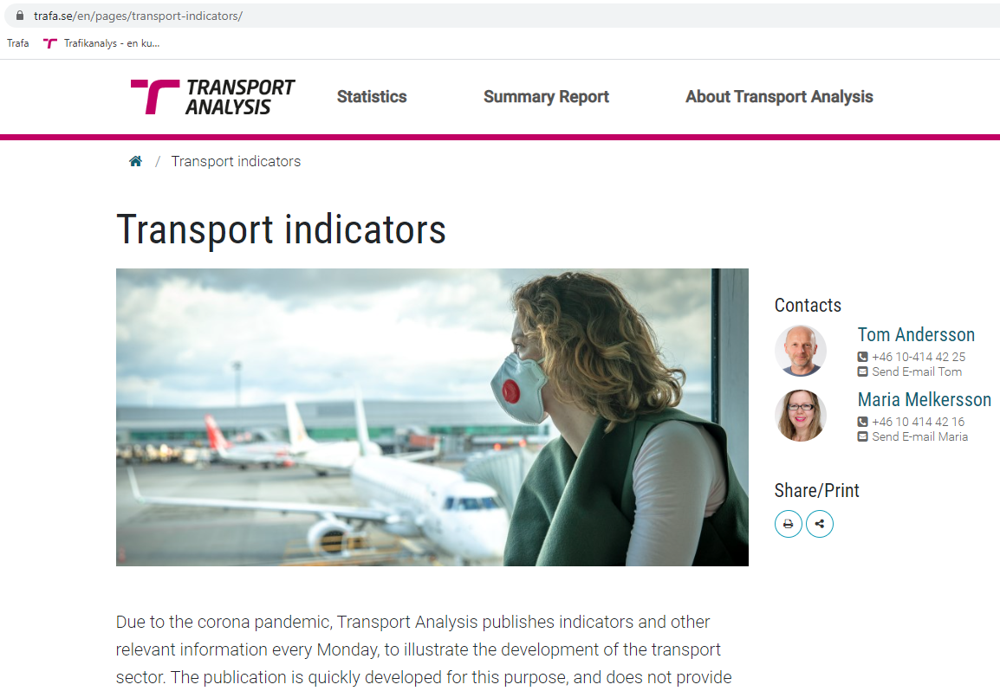 trafa.se/en/pages/transport-indicators/
Trafa Trafikanalys - en ku...
TRANSPORT
ANALYSIS
Statistics Summary Report About Transport Analysis
/ Transport indicators
Transport indicators
Contacts
Tom Andersson
+46 10-414 42 25
Send E-mail Tom
Maria Melkersson
+46 10 414 42 16
Send E-mail Maria
Share/Print
Due to the corona pandemic, Transport Analysis publishes indicators and other
relevant information every Monday, to illustrate the development of the transport
sector. The publication is quickly developed for this purpose, and does not provide